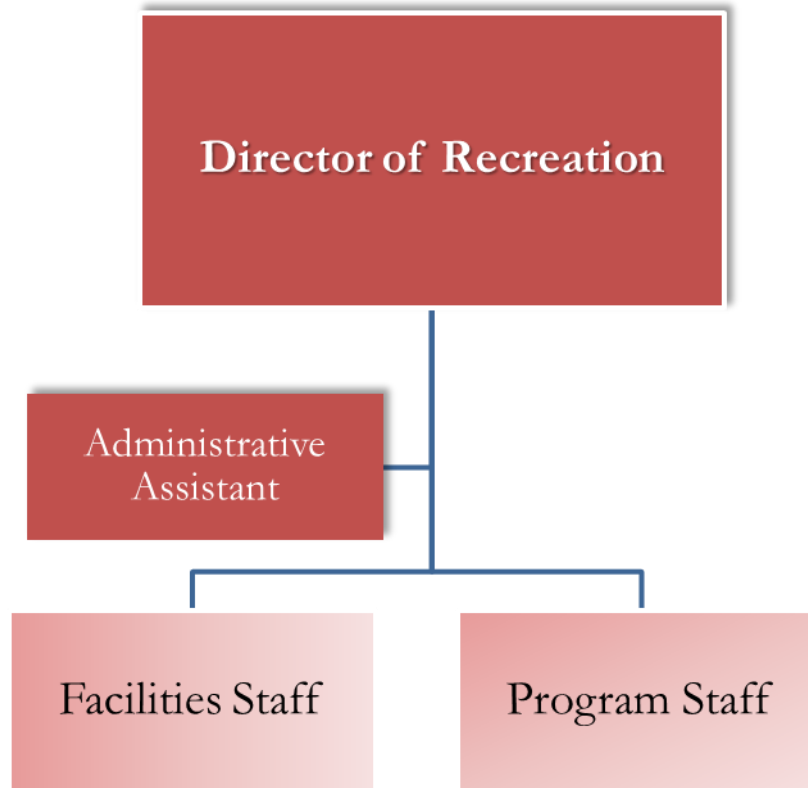 Director of Recreation
Administrative
Assistant
Facilities Staff
Program Staff